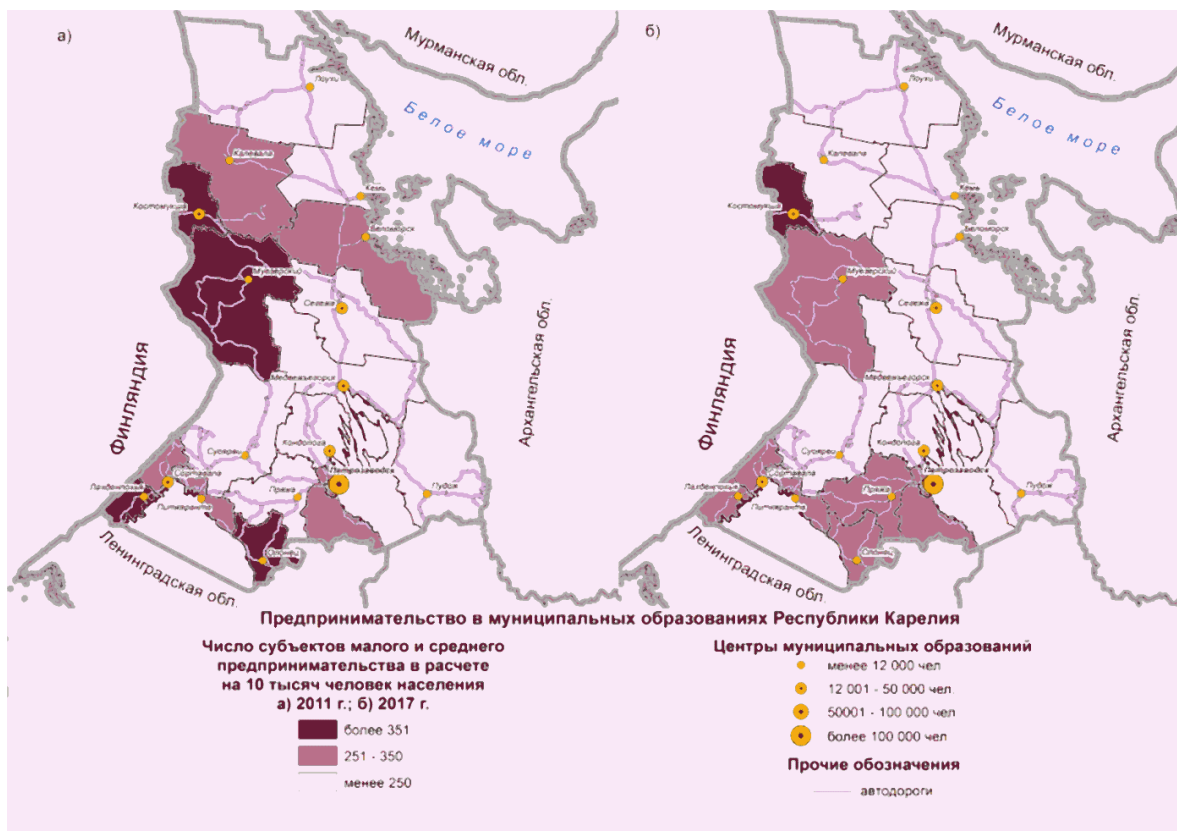 а)
Мурманская обл.
Лоухи
Белое море
Калевала
Кемь
Костомукша
Беломорск
Муезерский
Сегежа
Финляндия
Архангельская обл.
Медвежьегорск
Кондопога
Суоярви
Петрозаводск
Сортавала
Лахденпохья
Питкяранта
Пряжа
Пудож
Олонец
Ленинградская обл.
б)
Мурманская обл.
Лоухи
Белое море
Калевала
Кемь
Костомукша
Беломорск
Муезерский
Сегежа
Финляндия
Архангельская обл.
Медвежьегорск
Кондопога
Суоярви
Петрозаводск
Сортавала
Лахденпохья
Питкяранта
Пряжа
Пудож
Олонец
Ленинградская обл.
Предпринимательство в муниципальных образованиях Республики Карелия
Число субъектов малого и среднего
предпринимательства в расчете
на 10 тысяч человек населения
а) 2011 г.; б) 2017 г.
более 351
251 - 350
менее 250
Центры муниципальных образований
менее 12 000 чел
12 001 - 50 000 чел.
50001 - 100 000 чел
более 100 000 чел
Прочие обозначения
автодороги